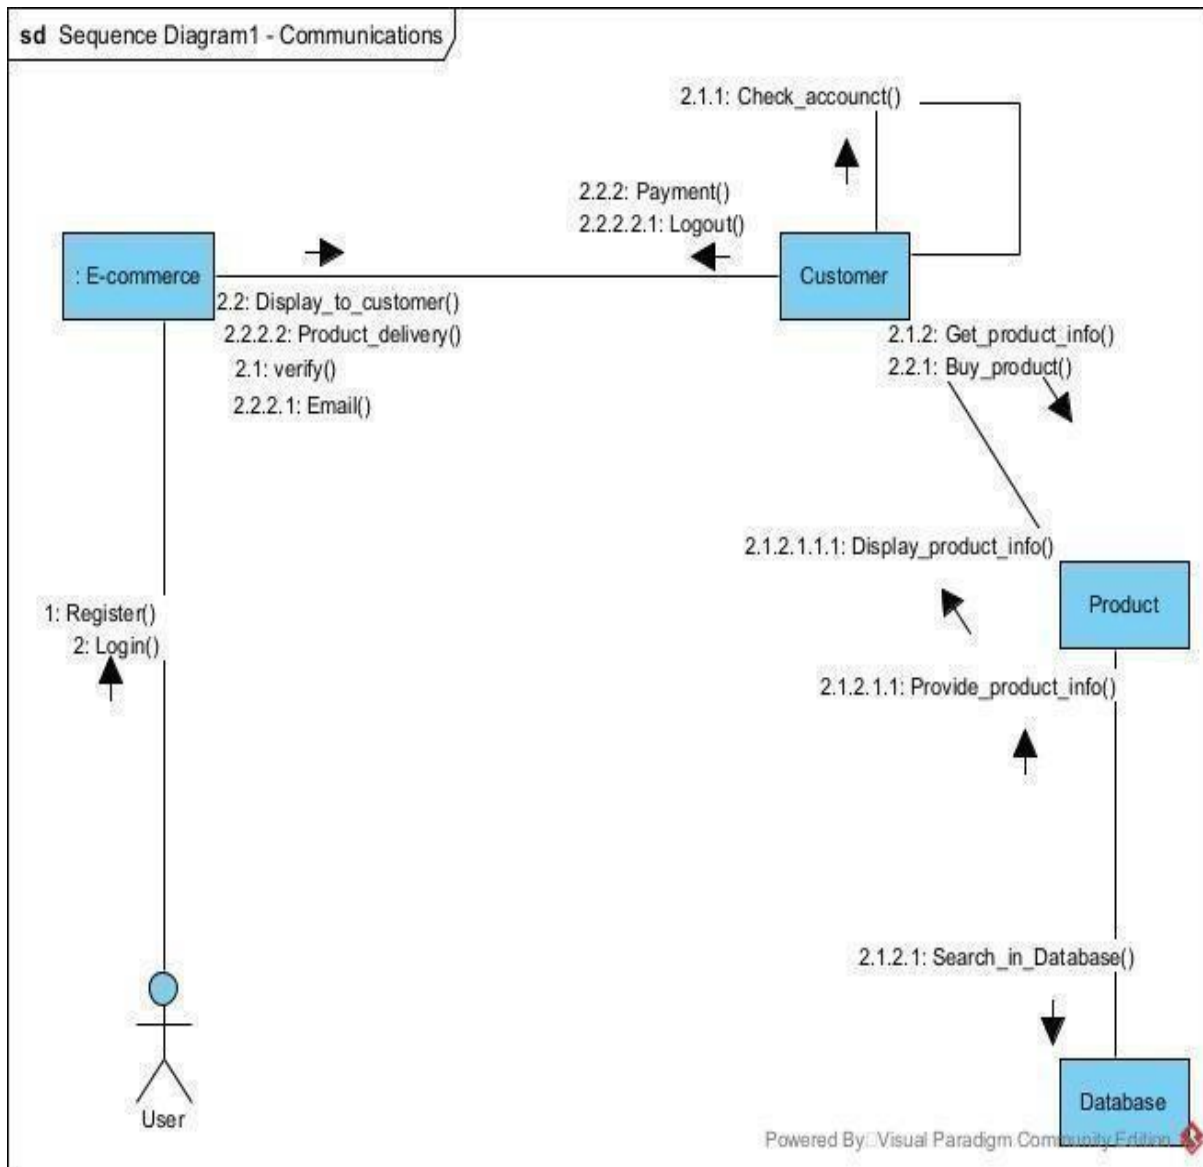 sd Sequence Diagram1 - Communications
2.1.1: Check_accounct()
2.2.2: Payment()
2.2.2.2.1: Logout()
: E-commerce
Customer
2.2: Display_to_customer()
2.2.2.2: Product_delivery()
2.1: verify()
2.2.2.1: Email()
2.1.2: Get_product_info()
2.2.1: Buy_product()
2.1.2.1.1.1: Display_product_info()
Product
1: Register()
2: Login()
2.1.2.1.1: Provide_product_info()
2.1.2.1: Search_in_Database()
User
Database
Powered By Visual Paradigm Community Edition